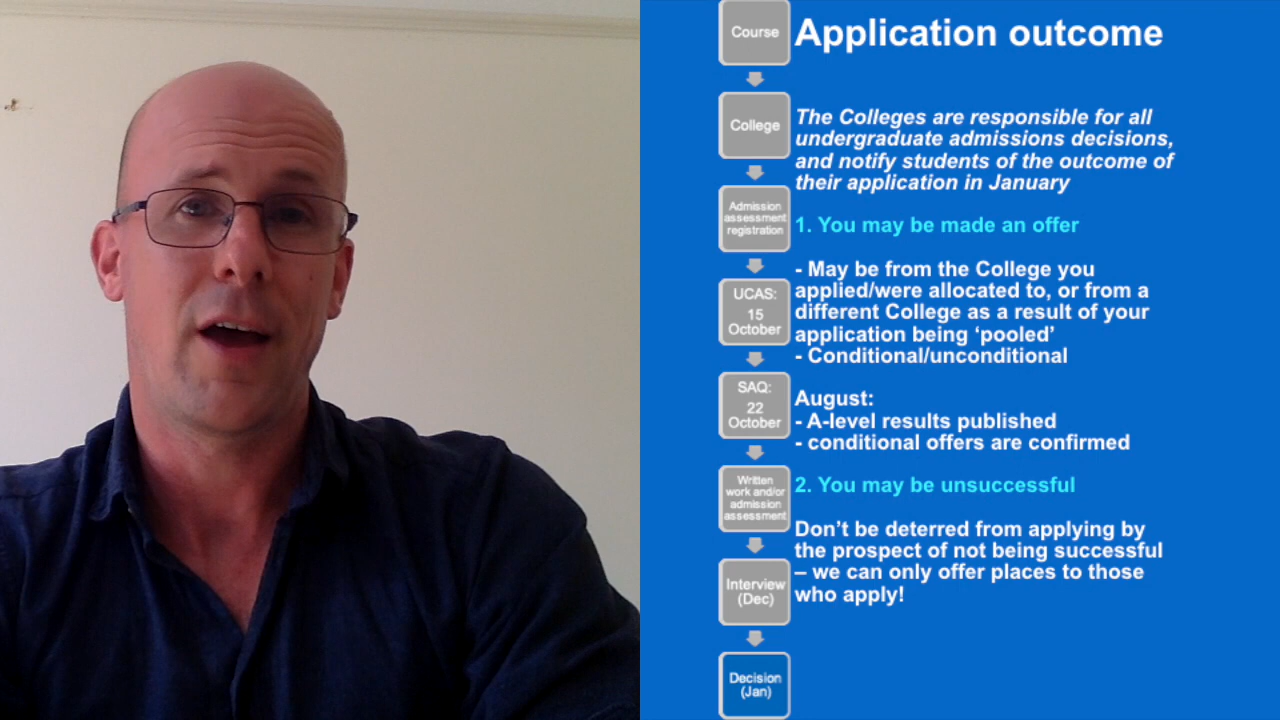 Course
College
Admission
assessment
registration
UCAS:
15
October
SAQ:
22
October
Written
work and/or
admission
assessment
Interview
(Dec)
Decision
(Jan)
Application outcome
The Colleges are responsible for all
undergraduate admissions decisions,
and notify students of the outcome of
their application in January
1. You may be made an offer
- May be from the College you
applied/were allocated to, or from a
different College as a result of your
application being ‘pooled’
- Conditional/unconditional
August:
- A-level results published
- conditional offers are confirmed
2. You may be unsuccessful
Don’t be deterred from applying by
the prospect of not being successful
– we can only offer places to those
who apply!